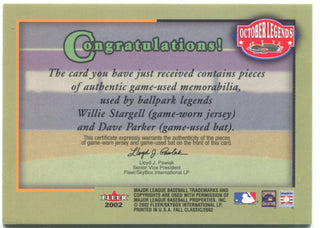 Congratulations!
OCTOBER LEGENDS
The card you have just received contains pieces
of authentic game-used memorabilia,
used by ballpark legends
Willie Stargell (game-worn jersey)
and Dave Parker (game-used bat).
This certificate expressly warrants the authenticity of the pieces
of game-worn jersey and game-used bat on the front of this card.
Lloyd J. Pawlak
Lloyd J. Pawlak
Senior Vice President
Fleer/SkyBox International LP
FLEER
2002
MAJOR LEAGUE BASEBALL TRADEMARKS AND
COPYRIGHTS ARE USED WITH PERMISSION OF
MAJOR LEAGUE BASEBALL PROPERTIES, INC.
© 2002 FLEER/SKYBOX INTERNATIONAL LP.
PRINTED IN U.S.A. FALL CLASSIC/2002